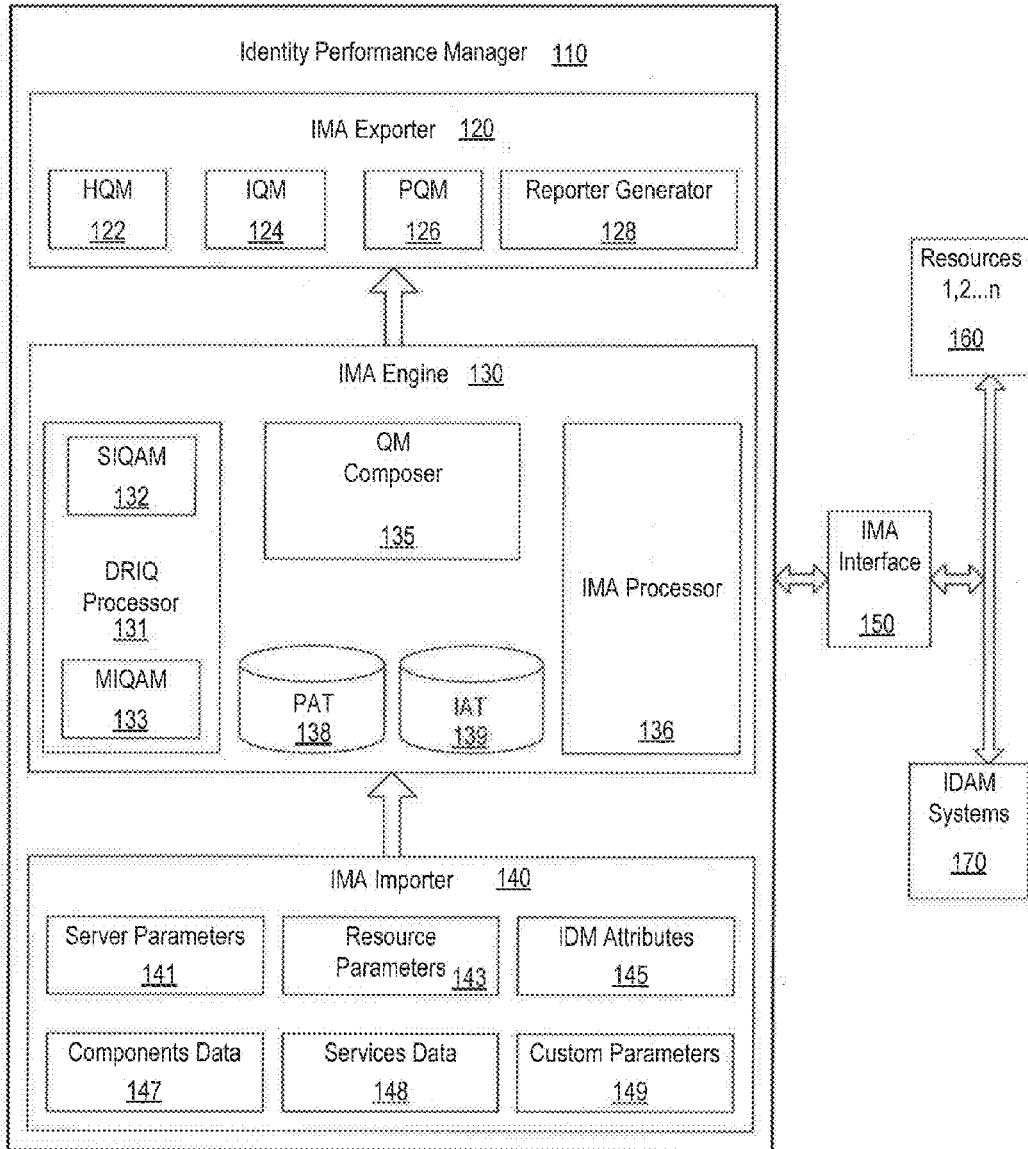 Identity Performance Manager 110
IMA Exporter 120
HQM
122
IQM
124
PQM
126
Reporter Generator
128
IMA Engine 130
SIQAM
132
DRIQ
Processor
131
MIQAM
133
QM
Composer
135
PAT
138
IAT
139
IMA Processor
136
IMA Importer 140
Server Parameters
141
Resource
Parameters 143
IDM Attributes
145
Components Data
147
Services Data
148
Custom Parameters
149
IMA
Interface
150
Resources
1,2...n
160
IDAM
Systems
170